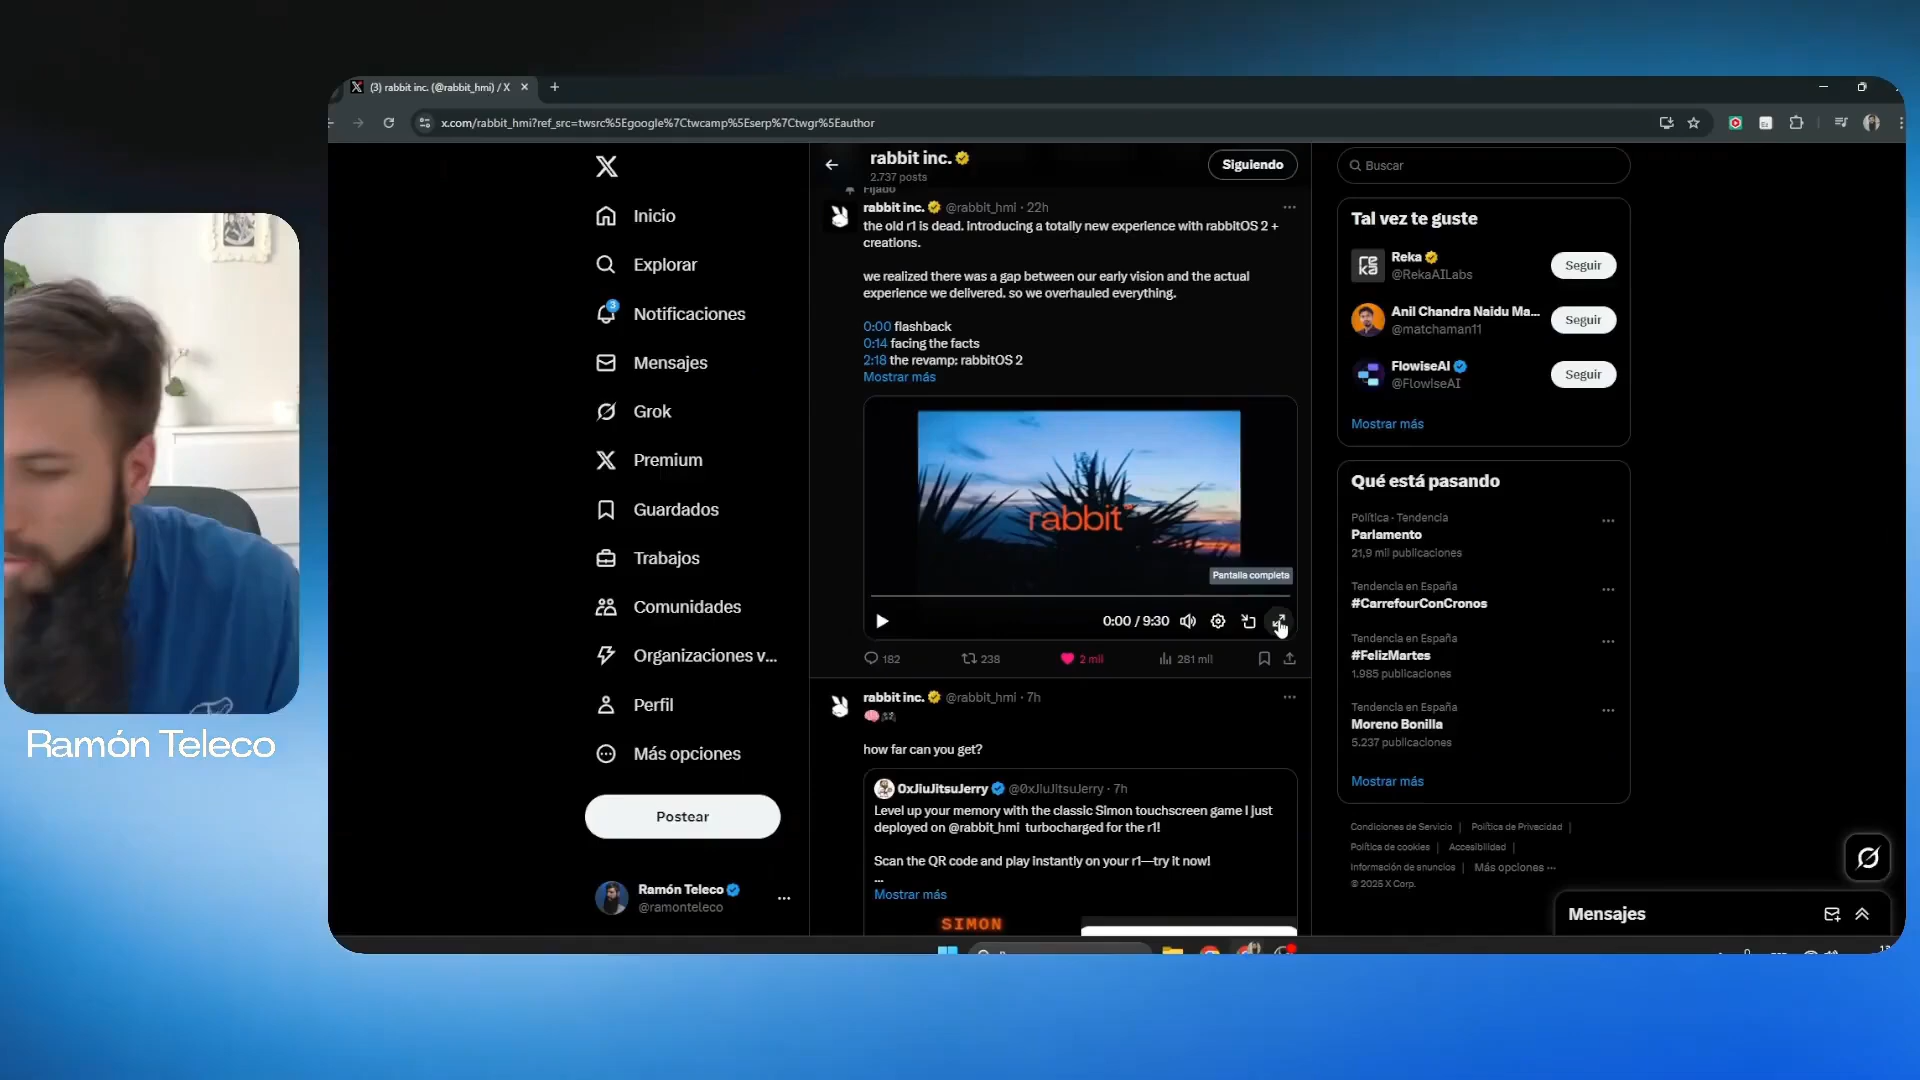 (3) rabbit inc. (@rabbit_hmi) / X
x.com/rabbit_hmi?ref_src=twsrc%5Egoogle%7Ctwcamp%5Eserp%7Ctwgr%5Eauthor
Inicio
Explorar
3
Notificaciones
Mensajes
Grok
Premium
Guardados
Trabajos
Comunidades
Organizaciones v...
Perfil
Más opciones
Postear
Ramón Teleco
@ramonteleco
rabbit inc.
2.737 posts
Siguiendo
Fijado
rabbit inc. @rabbit_hmi · 22h
the old r1 is dead. introducing a totally new experience with rabbitOS 2 +
creations.
we realized there was a gap between our early vision and the actual
experience we delivered. so we overhauled everything.
0:00 flashback
0:14 facing the facts
2:18 the revamp: rabbitOS 2
Mostrar más
rabbit
Pantalla completa
0:00 / 9:30
182
238
2 mil
281 mil
rabbit inc. @rabbit_hmi · 7h
how far can you get?
0xJiuJitsuJerry @0xJiuJitsuJerry · 7h
Level up your memory with the classic Simon touchscreen game I just
deployed on @rabbit_hmi turbocharged for the r1!
Scan the QR code and play instantly on your r1—try it now!
...
Mostrar más
SIMON
Buscar
Tal vez te guste
Reka
@RekaAILabs
Seguir
Anil Chandra Naidu Ma...
@matchaman11
Seguir
FlowiseAI
@FlowiseAI
Seguir
Mostrar más
Qué está pasando
Política · Tendencia
Parlamento
21,9 mil publicaciones
Tendencia en España
#CarrefourConCronos
Tendencia en España
#FelizMartes
1.985 publicaciones
Tendencia en España
Moreno Bonilla
5.237 publicaciones
Mostrar más
Condiciones de Servicio | Política de Privacidad |
Política de cookies | Accesibilidad |
Información de anuncios | Más opciones ...
© 2025 X Corp.
Mensajes
Ramón Teleco